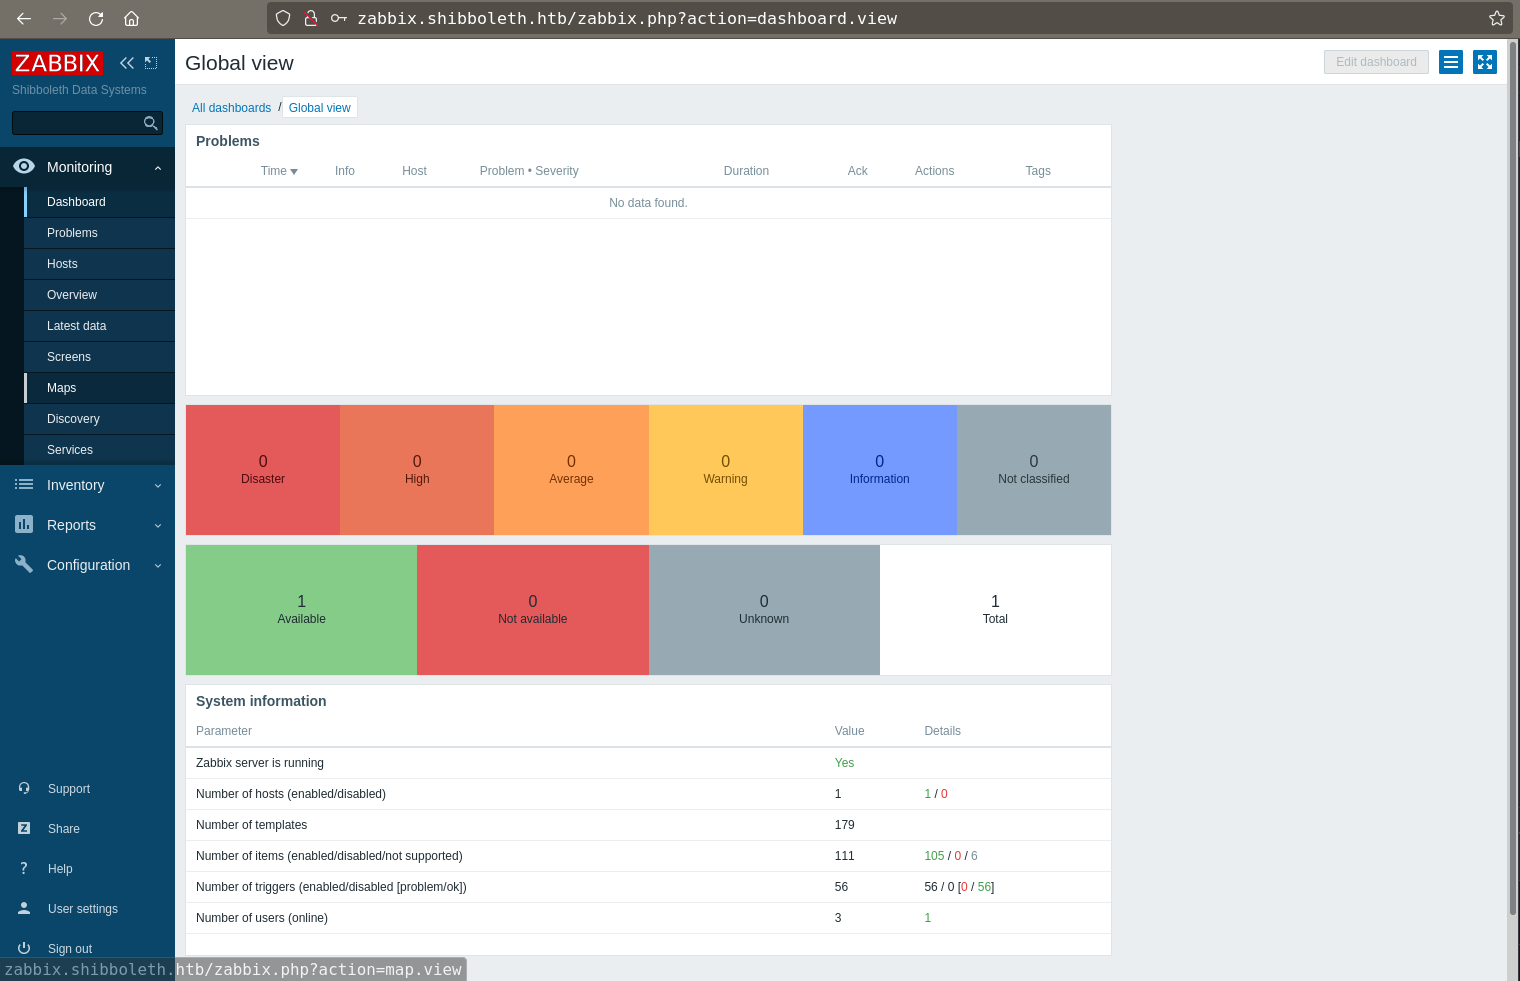 zabbix.shibboleth.htb/zabbix.php?action=dashboard.view
ZABBIX
Shibboleth Data Systems
Monitoring
Dashboard
Problems
Hosts
Overview
Latest data
Screens
Maps
Discovery
Services
Inventory
Reports
Configuration
Support
Z
Share
?
Help
User settings
Sign out
zabbix.shibboleth.htb/zabbix.php?action=map.view
Global view
Edit dashboard
All dashboards / Global view
Problems
Time Info Host Problem • Severity Duration Ack Actions Tags
No data found.
0 0 0 0 0 0
Disaster High Average Warning Information Not classified
1 0 0 1
Available Not available Unknown Total
System information
Parameter Value Details
Zabbix server is running Yes
Number of hosts (enabled/disabled) 1 1 / 0
Number of templates 179
Number of items (enabled/disabled/not supported) 111 105 / 0 / 6
Number of triggers (enabled/disabled [problem/ok]) 56 56 / 0 [0 / 56]
Number of users (online) 3 1